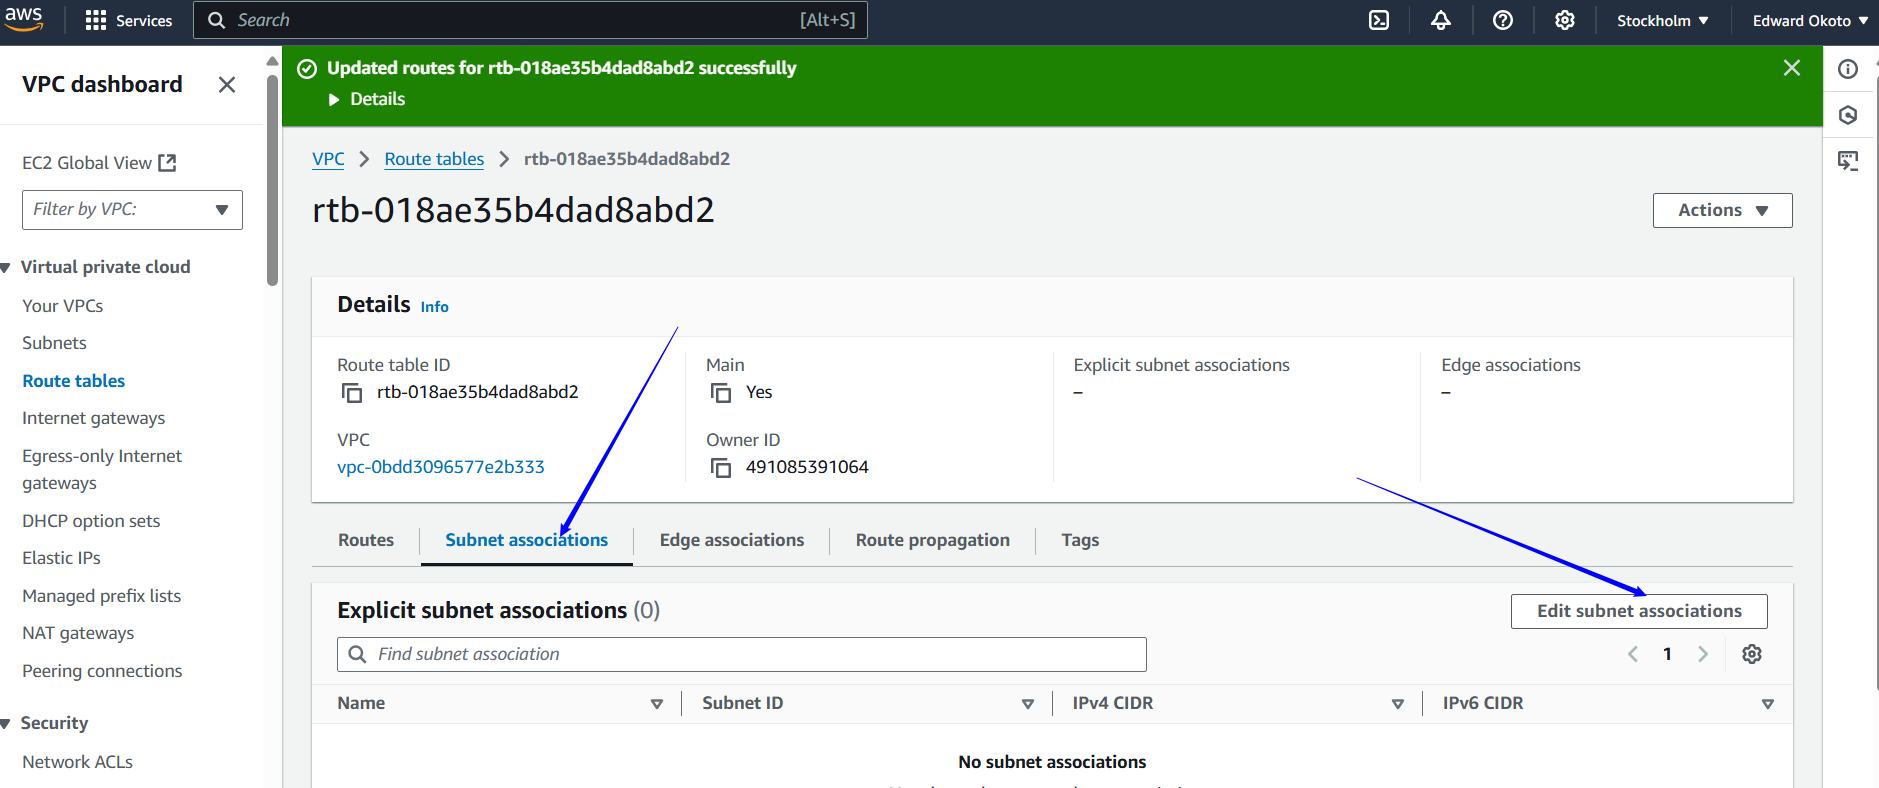 aws
Services
Search
[Alt+S]
Stockholm
Edward Okoto
VPC dashboard
EC2 Global View
Filter by VPC:
Virtual private cloud
Your VPCs
Subnets
Route tables
Internet gateways
Egress-only Internet
gateways
DHCP option sets
Elastic IPs
Managed prefix lists
NAT gateways
Peering connections
Security
Network ACLs
Updated routes for rtb-018ae35b4dad8abd2 successfully
Details
VPC
Route tables
rtb-018ae35b4dad8abd2
rtb-018ae35b4dad8abd2
Actions
Details Info
Route table ID
rtb-018ae35b4dad8abd2
Main
Yes
Explicit subnet associations
–
Edge associations
–
VPC
vpc-0bdd3096577e2b333
Owner ID
491085391064
Routes
Subnet associations
Edge associations
Route propagation
Tags
Explicit subnet associations (0)
Edit subnet associations
Find subnet association
1
Name
Subnet ID
IPv4 CIDR
IPv6 CIDR
No subnet associations